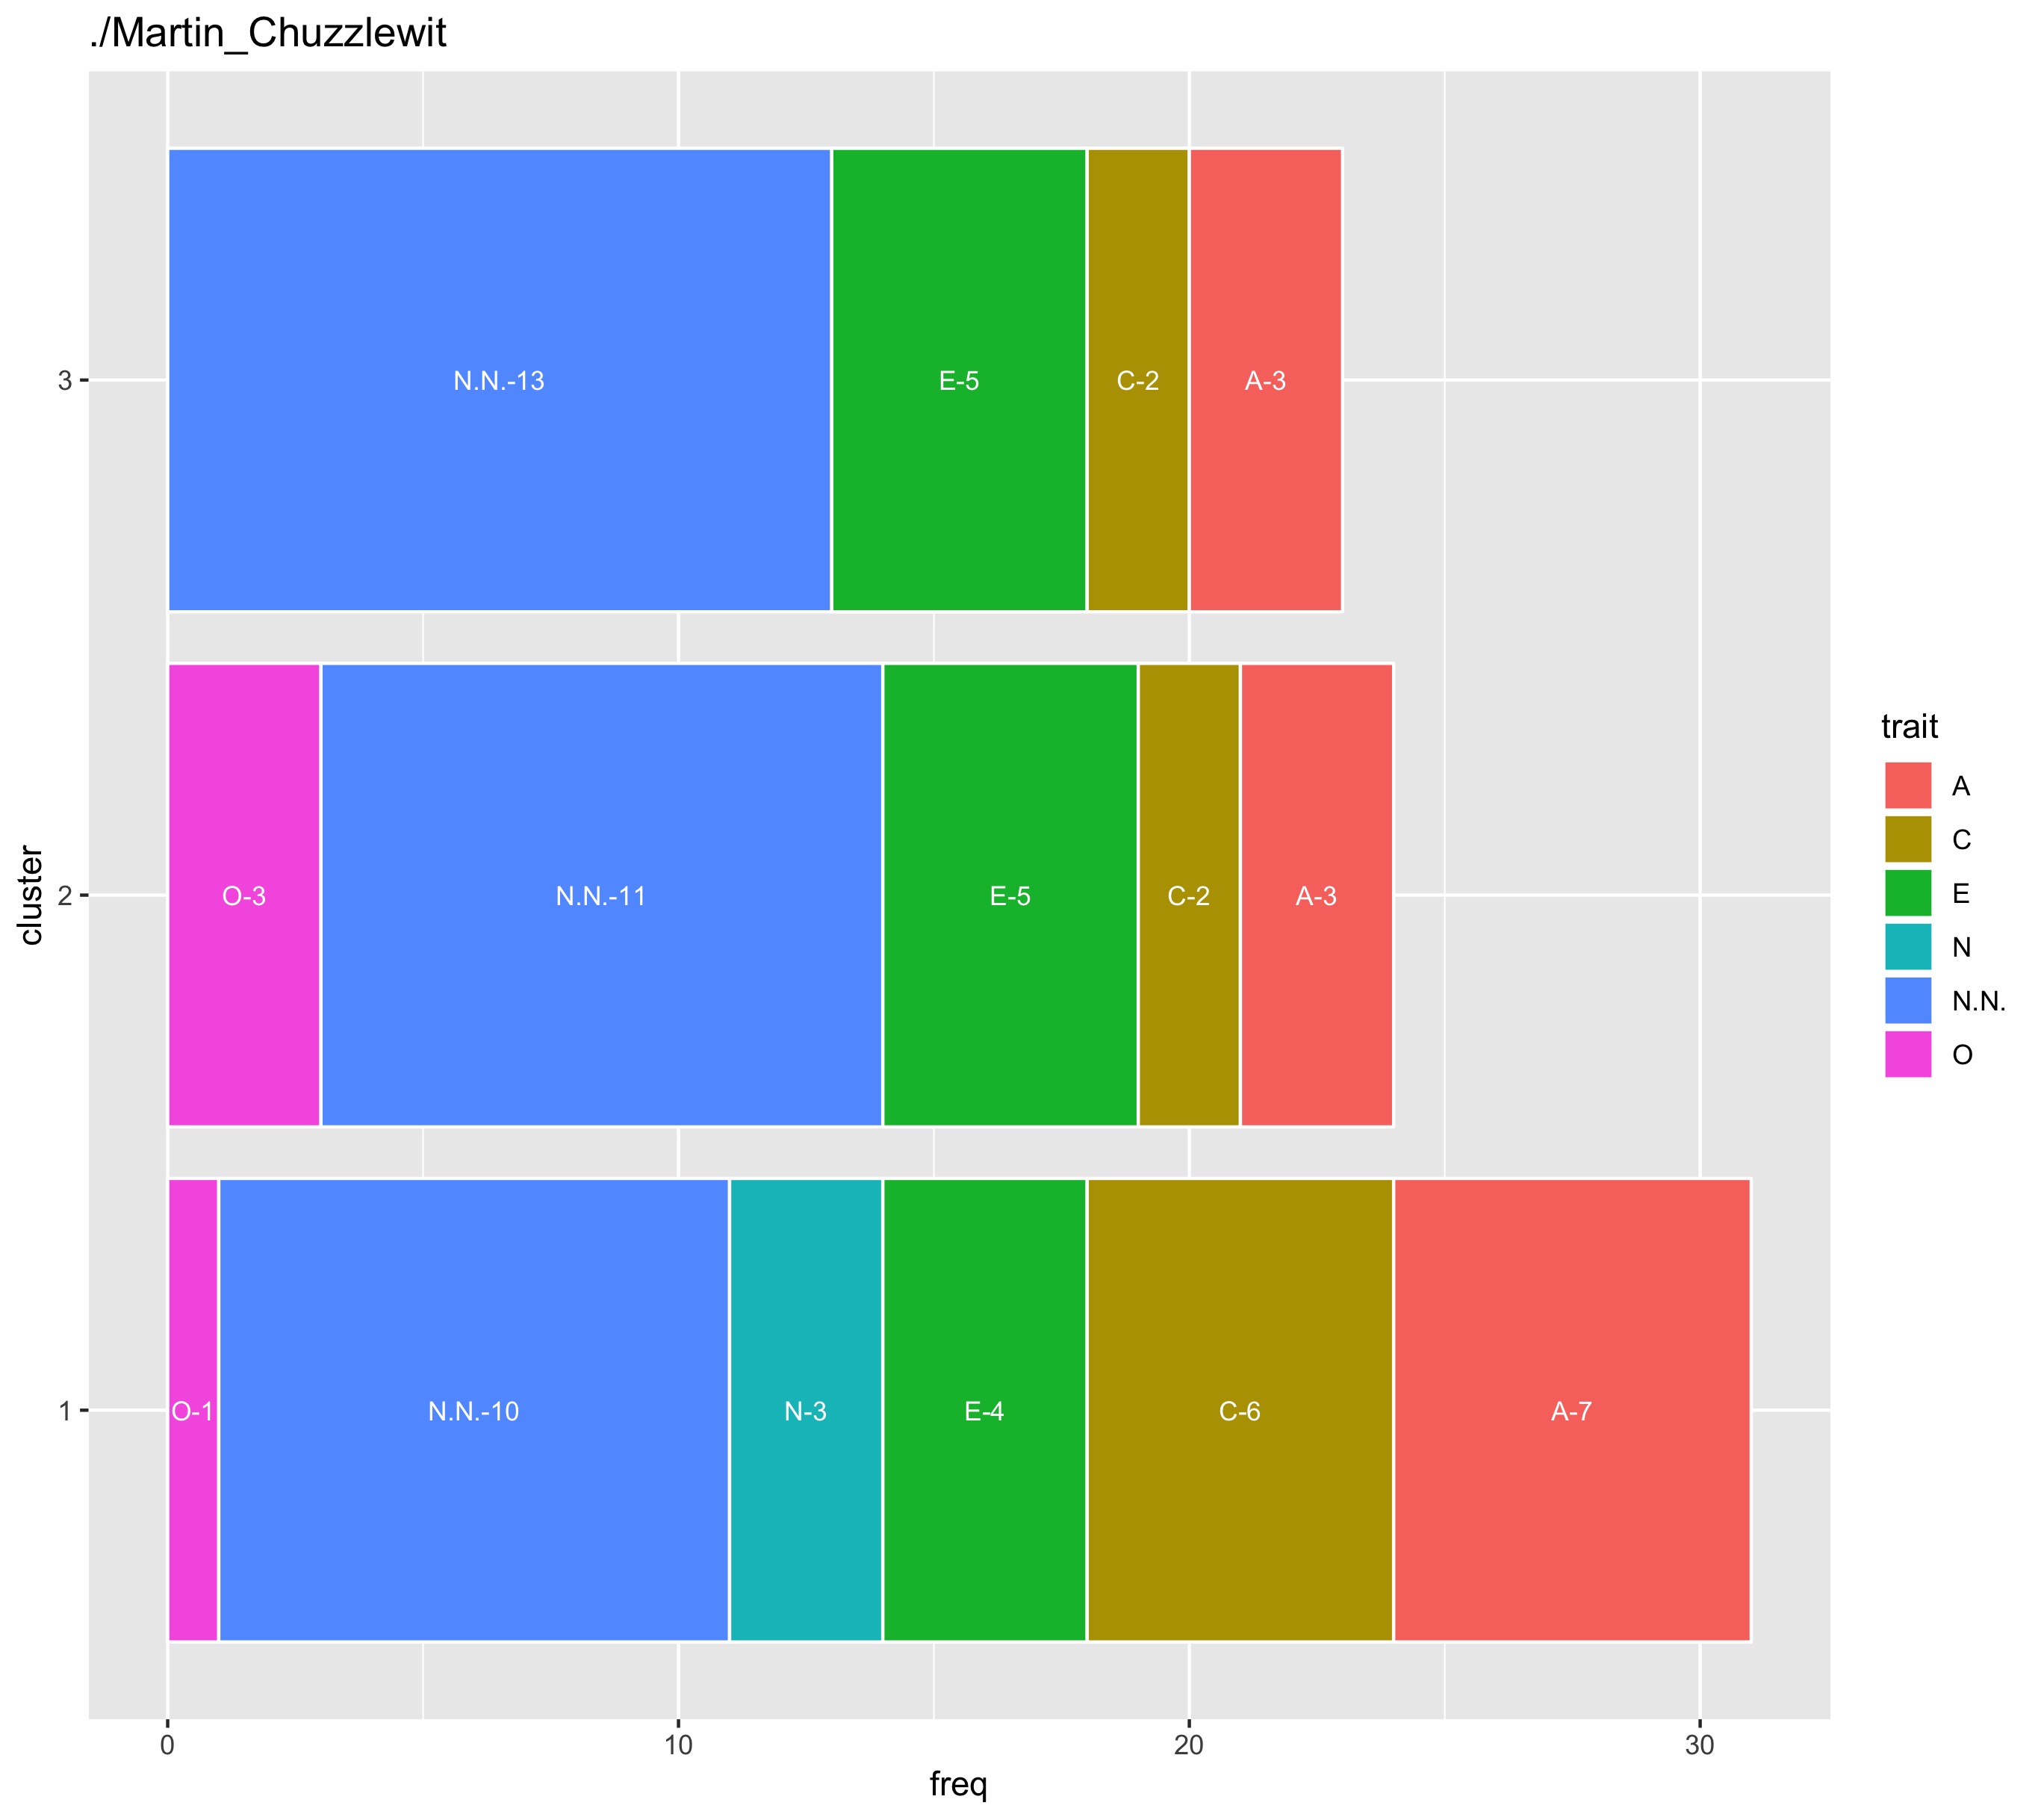 ./Martin_Chuzzlewit
3
N.N.-13 E-5 C-2 A-3
2
O-3 N.N.-11 E-5 C-2 A-3
1
O-1 N.N.-10 N-3 E-4 C-6 A-7
cluster
0 10 20 30
freq
trait
A
C
E
N
N.N.
O